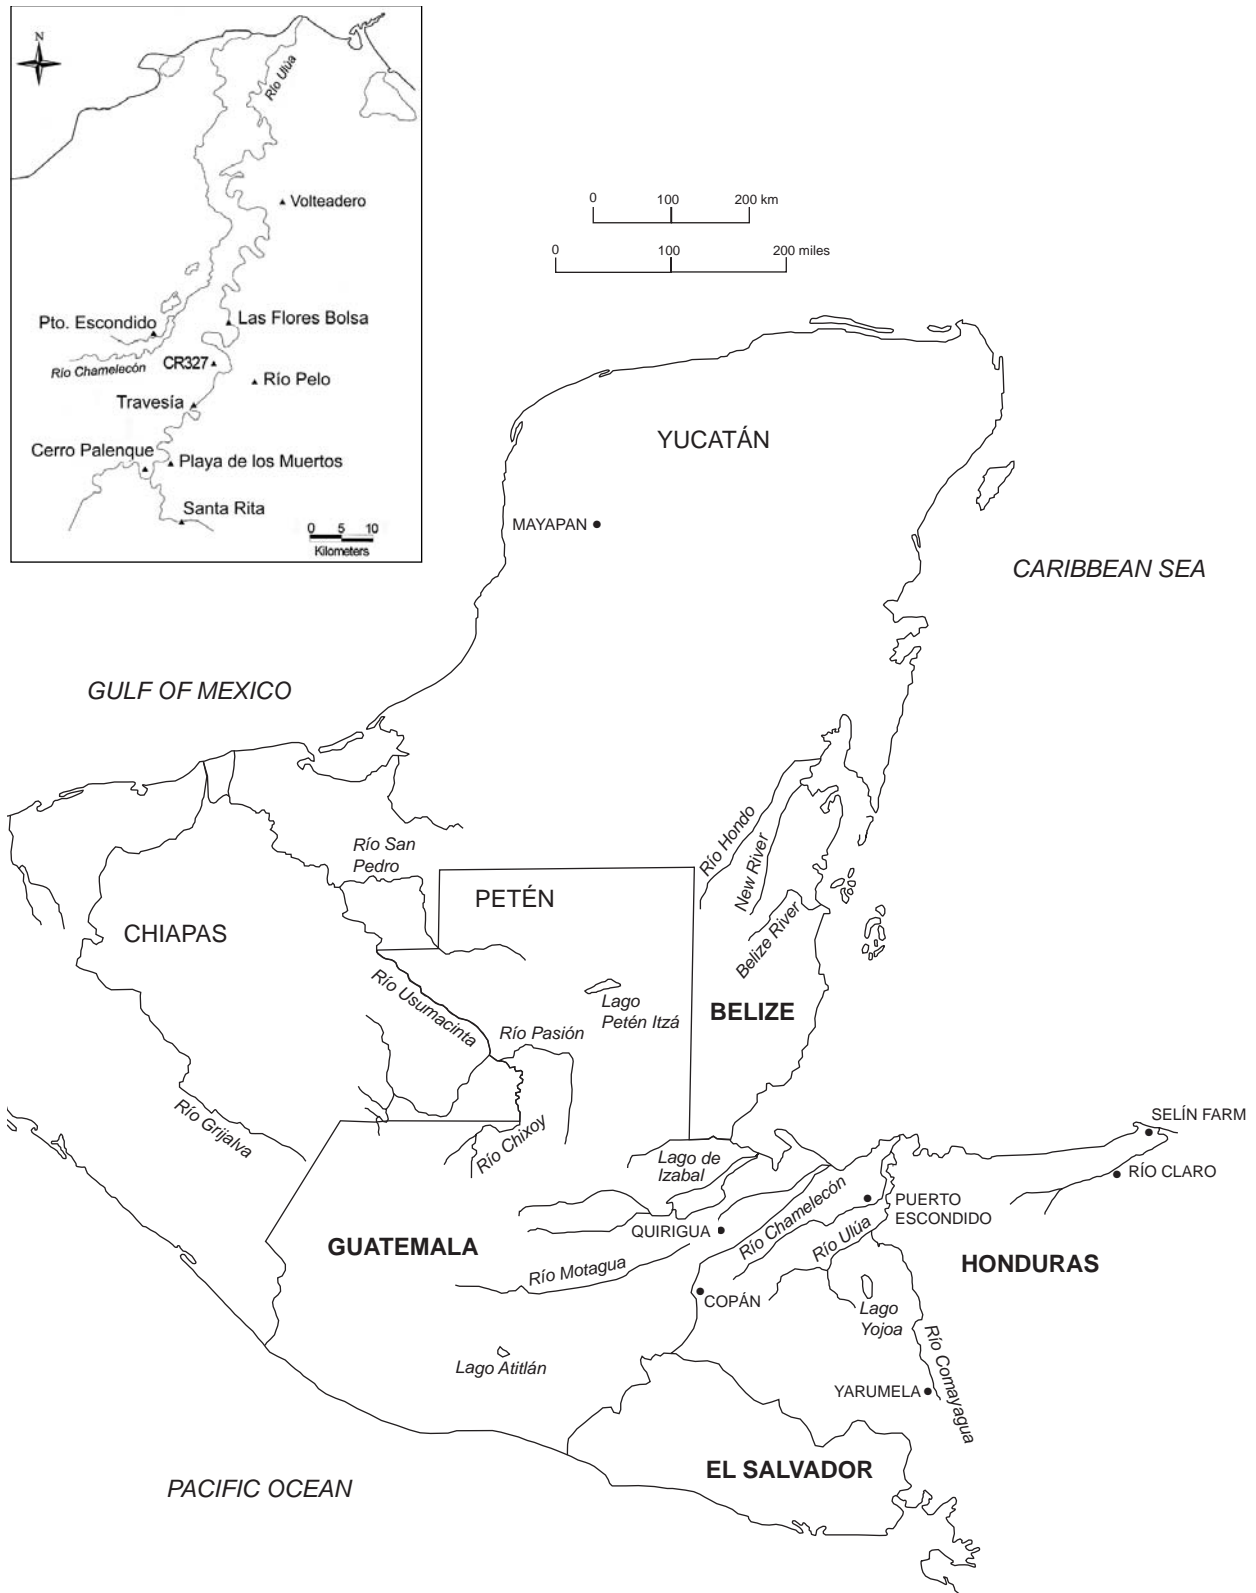 N
Río Ulúa
Volteadero
Pto. Escondido
Las Flores Bolsa
Río Chamelecón
CR327
Río Pelo
Travesía
Cerro Palenque
Playa de los Muertos
Santa Rita
0 5 10
Kilometers
0 100 200 km
0 100 200 miles
YUCATÁN
MAYAPAN
CARIBBEAN SEA
GULF OF MEXICO
Río San
Pedro
Río Hondo
New River
PETÉN
CHIAPAS
Belize River
Río Usumacinta
Lago
Petén Itzá
BELIZE
Río Pasión
Río Grijalva
Río Chixoy
SELÍN FARM
Lago de
Izabal
RÍO CLARO
Río Chamelecón
PUERTO
ESCONDIDO
QUIRIGUA
Río Ulúa
GUATEMALA
Río Motagua
HONDURAS
COPÁN
Lago
Yojoa
Lago Atitlán
Río Comayagua
YARUMELA
EL SALVADOR
PACIFIC OCEAN